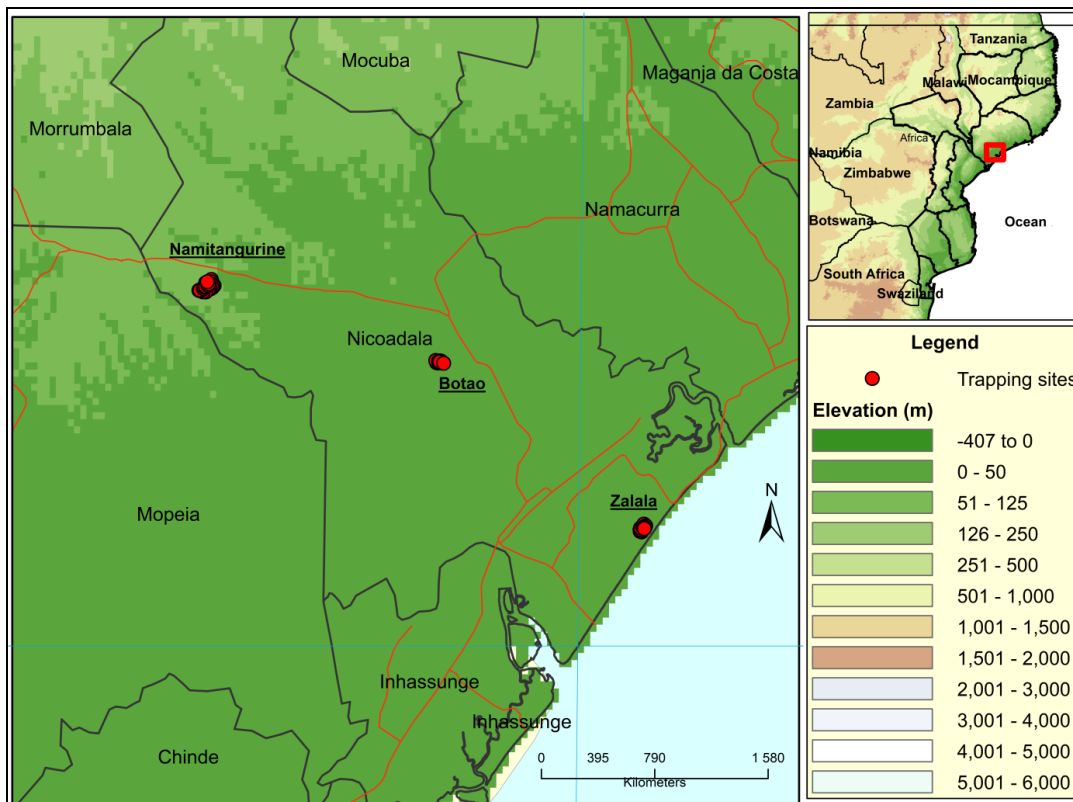 Mocuba
Maganja da Costa
Morrumbala
Namacurra
Namitangurine
Nicoadala
Botao
Mopeia
Zalala
N
Inhassunge
Inhassunge
Chinde
0 395 790 1 580
Kilometers
Tanzania
Malawi
Mocambique
Zambia
Africa
Namibia
Zimbabwe
Botswana
Ocean
South Africa
Swaziland
Legend
Trapping sites
Elevation (m)
-407 to 0
0 - 50
51 - 125
126 - 250
251 - 500
501 - 1,000
1,001 - 1,500
1,501 - 2,000
2,001 - 3,000
3,001 - 4,000
4,001 - 5,000
5,001 - 6,000